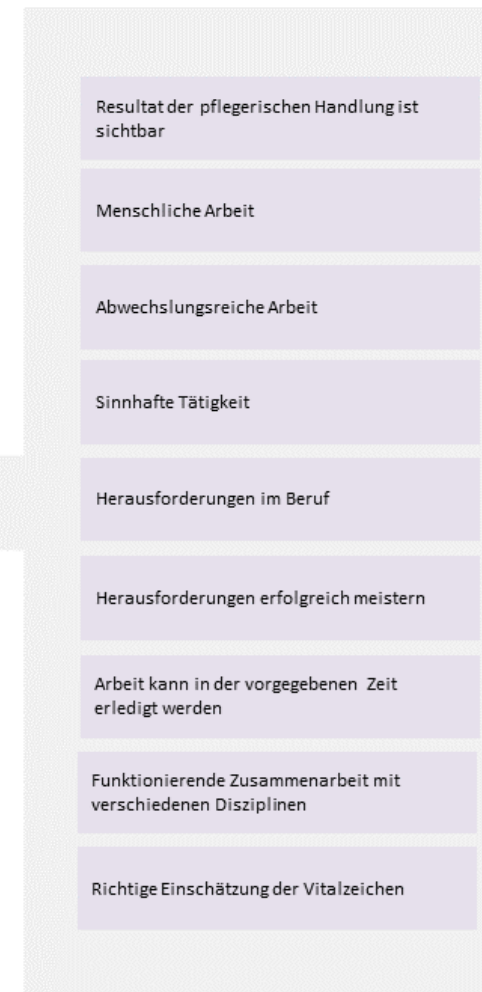 Resultat der pflegerischen Handlung ist
sichtbar
Menschliche Arbeit
Abwechslungsreiche Arbeit
Sinnhafte Tätigkeit
Herausforderungen im Beruf
Herausforderungen erfolgreich meistern
Arbeit kann in der vorgegebenen Zeit
erledigt werden
Funktionierende Zusammenarbeit mit
verschiedenen Disziplinen
Richtige Einschätzung der Vitalzeichen